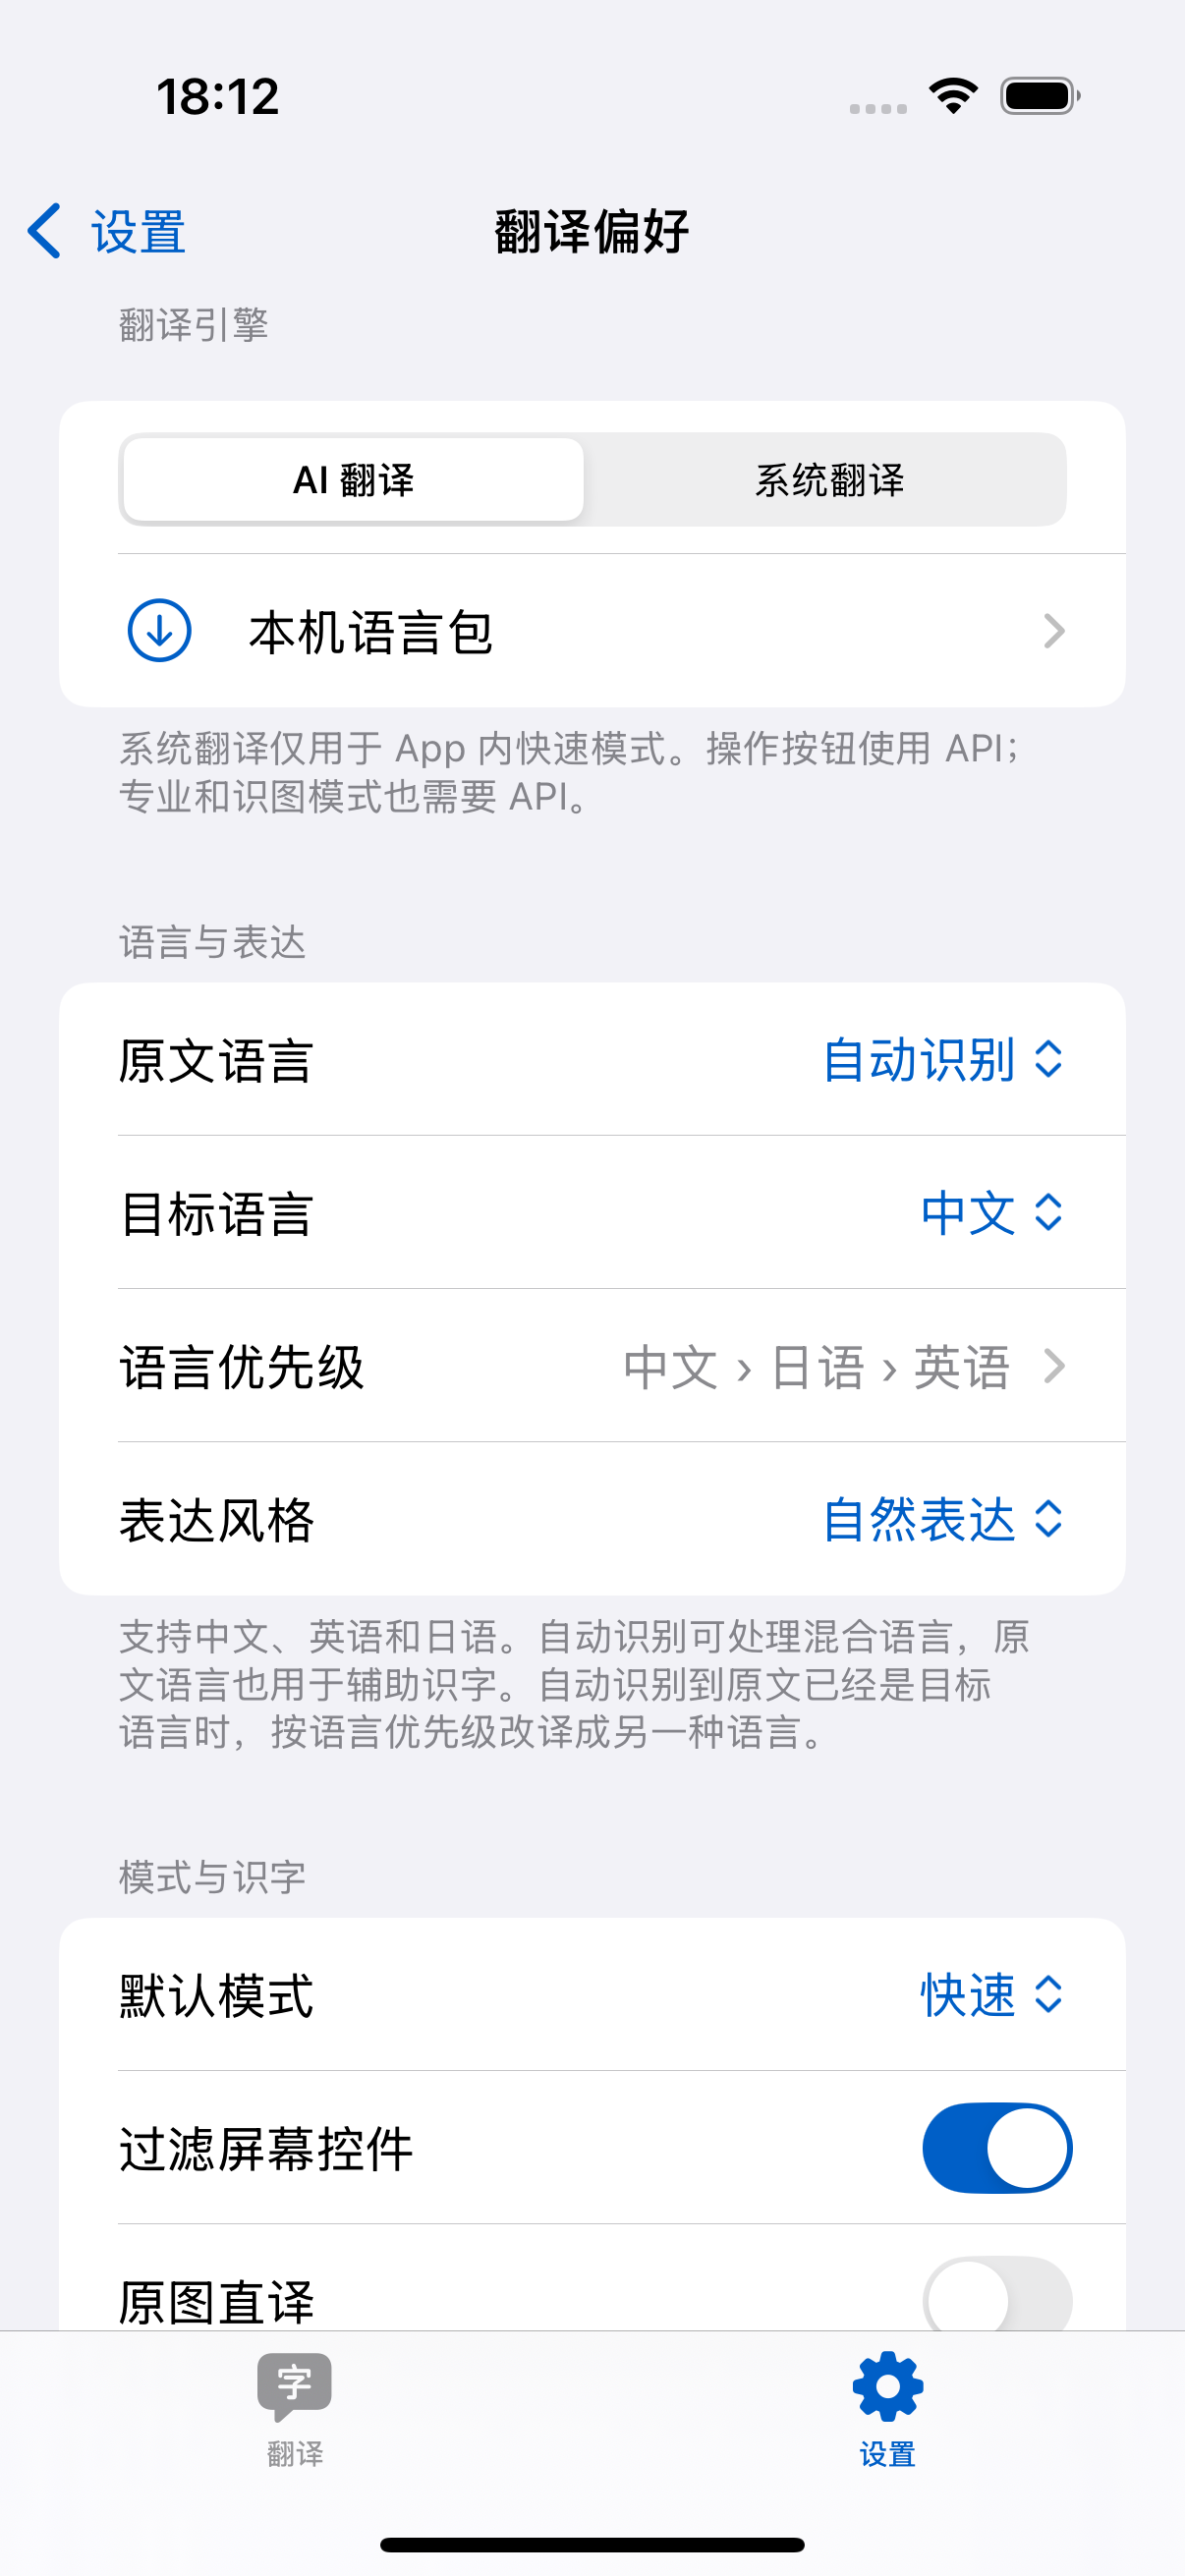 18:12
设置
翻译偏好
翻译引擎
AI 翻译
系统翻译
本机语言包
系统翻译仅用于 App 内快速模式。操作按钮使用 API；
专业和识图模式也需要 API。
语言与表达
原文语言
自动识别
目标语言
中文
语言优先级
中文 › 日语 › 英语
表达风格
自然表达
支持中文、英语和日语。自动识别可处理混合语言，原
文语言也用于辅助识字。自动识别到原文已经是目标
语言时，按语言优先级改译成另一种语言。
模式与识字
默认模式
快速
过滤屏幕控件
原图直译
字
翻译
设置